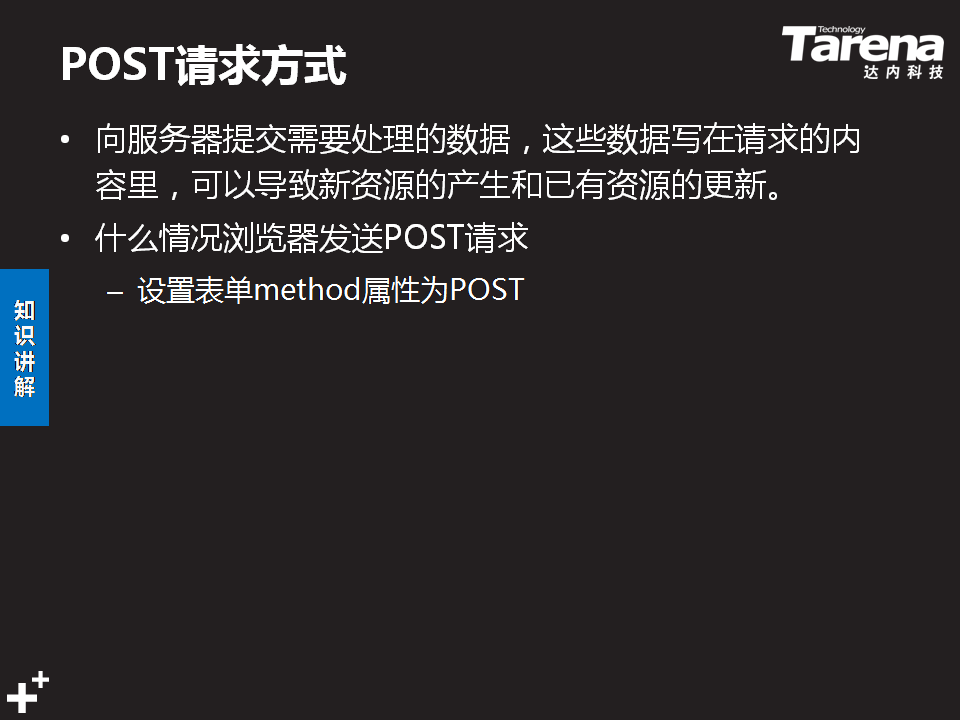 POST请求方式
Technology
Tarena
达内科技
• 向服务器提交需要处理的数据，这些数据写在请求的内
容里，可以导致新资源的产生和已有资源的更新。
• 什么情况浏览器发送POST请求
– 设置表单method属性为POST
知识讲解